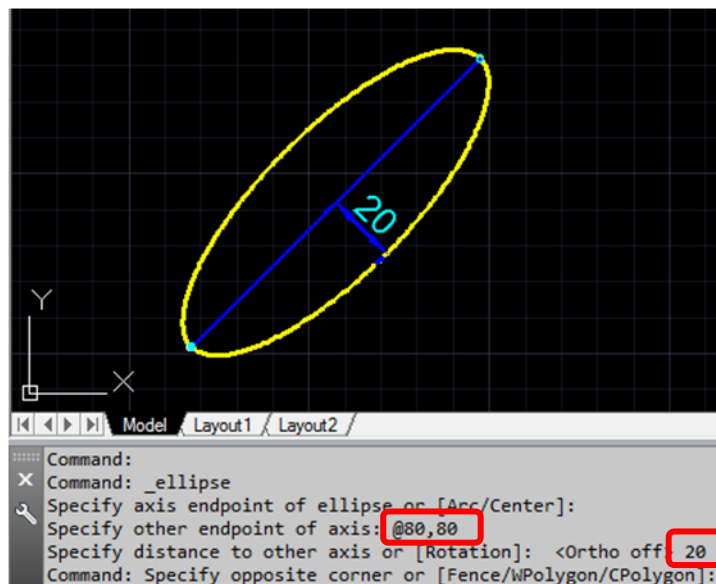 20
Y
X
Model Layout1 Layout2
Command:
Command: _ellipse
Specify axis endpoint of ellipse or [Arc/Center]:
Specify other endpoint of axis: @80,80
Specify distance to other axis or [Rotation]: <Ortho off> 20
Command: Specify opposite corner or [Fence/WPolygon/CPolygon]: